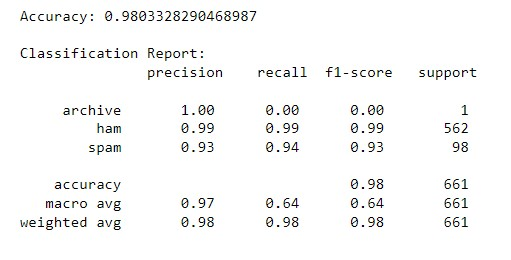 Accuracy: 0.9803328290468987
Classification Report:
precision recall f1-score support
archive 1.00 0.00 0.00 1
ham 0.99 0.99 0.99 562
spam 0.93 0.94 0.93 98
accuracy 0.98 661
macro avg 0.97 0.64 0.64 661
weighted avg 0.98 0.98 0.98 661